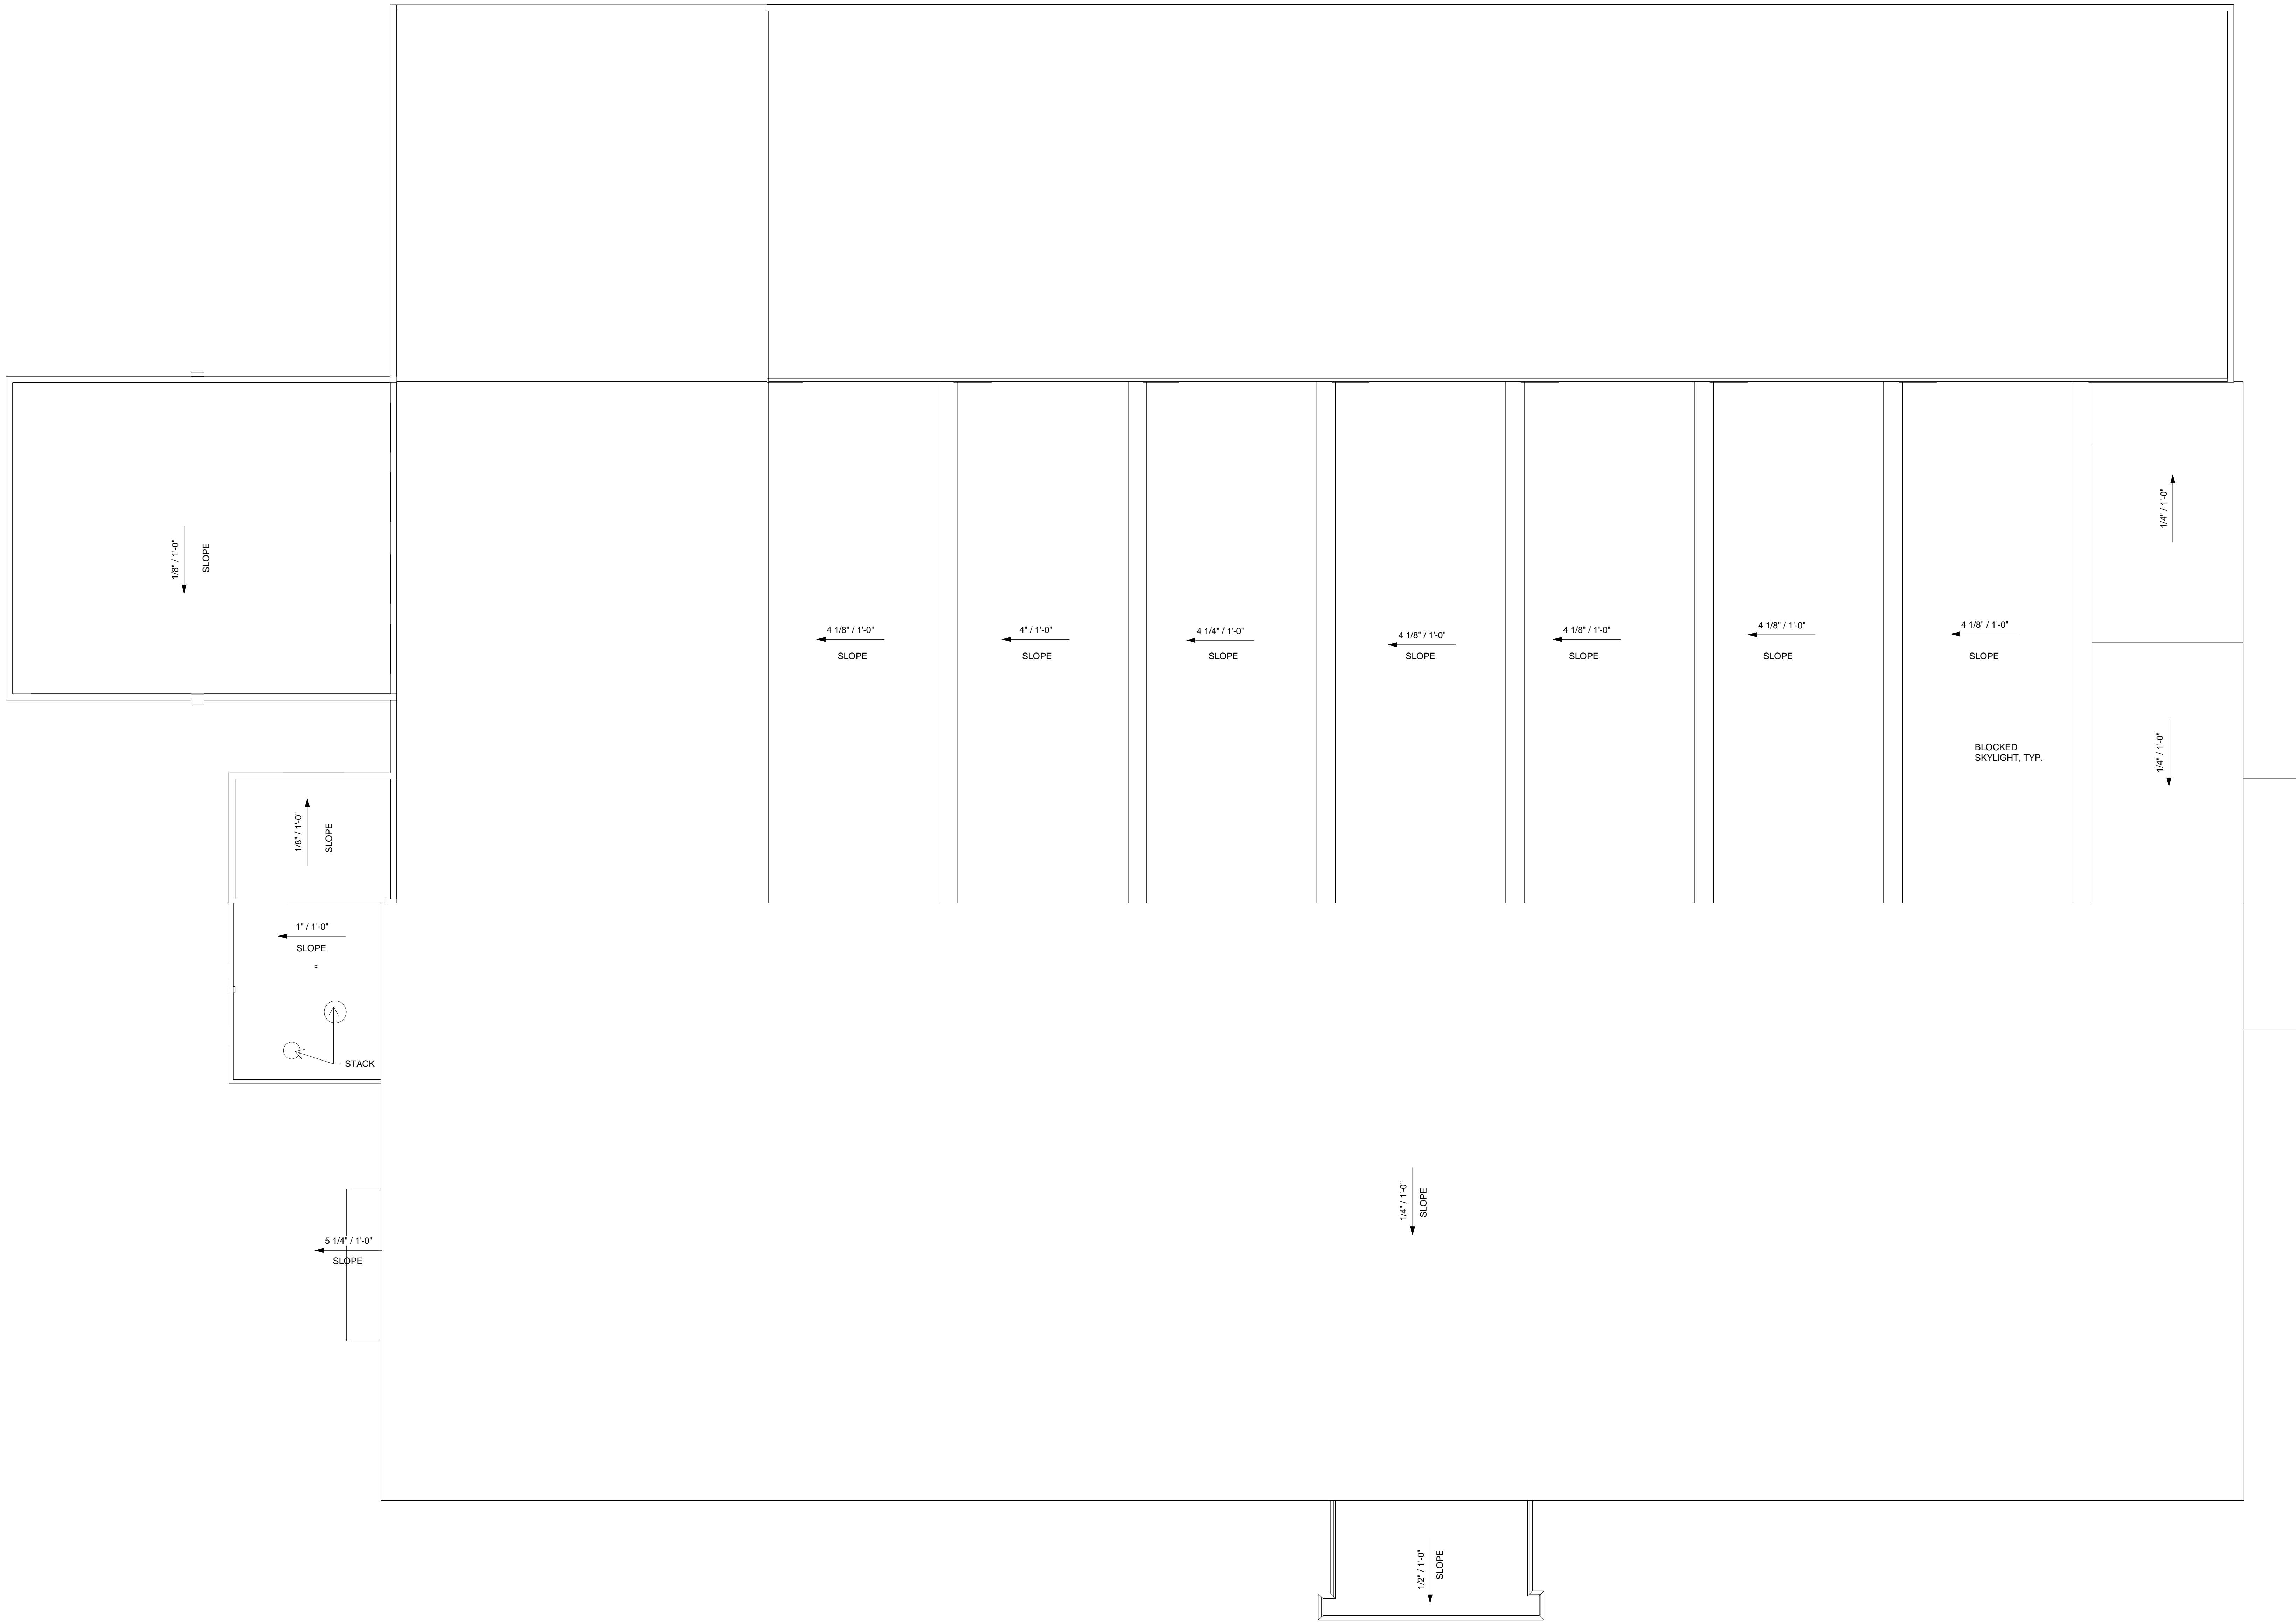 1/8" / 1'-0"
SLOPE
4 1/8" / 1'-0"
SLOPE
4" / 1'-0"
SLOPE
4 1/4" / 1'-0"
SLOPE
4 1/8" / 1'-0"
SLOPE
4 1/8" / 1'-0"
SLOPE
4 1/8" / 1'-0"
SLOPE
4 1/8" / 1'-0"
SLOPE
1/4" / 1'-0"
BLOCKED
SKYLIGHT, TYP.
1/4" / 1'-0"
1/8" / 1'-0"
SLOPE
1" / 1'-0"
SLOPE
STACK
5 1/4" / 1'-0"
SLOPE
1/4" / 1'-0"
SLOPE
1/2" / 1'-0"
SLOPE